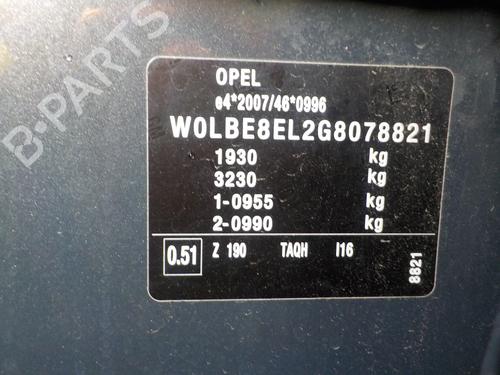 B-PARTS
OPEL
e4*2007/46*0996
W0LBE8EL2G8078821
1930 kg
3230 kg
1-0955 kg
2-0990 kg
0.51 Z 190 TAQH I16
8821